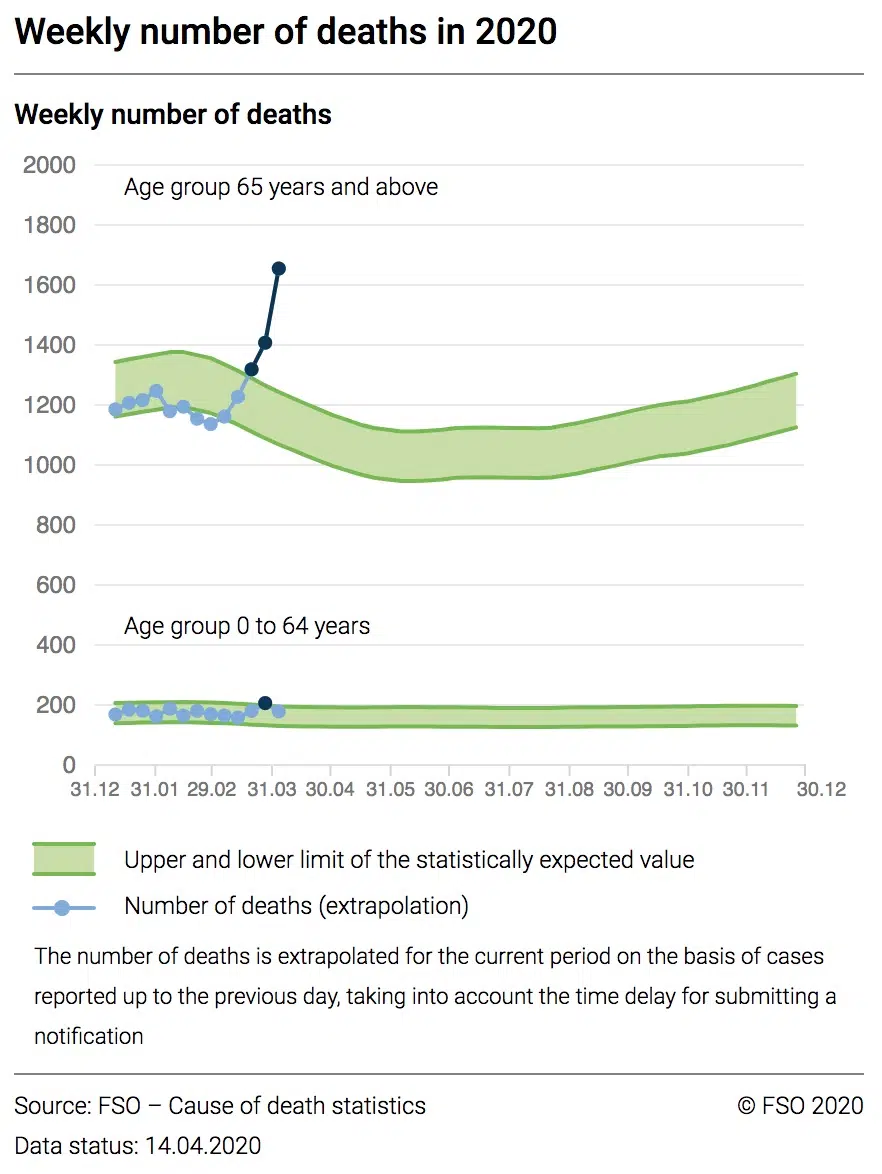 Weekly number of deaths in 2020
Weekly number of deaths
2000
Age group 65 years and above
1800
1600
1400
1200
1000
800
600
Age group 0 to 64 years
400
200
0
31.12 31.01 29.02 31.03 30.04 31.05 30.06 31.07 31.08 30.09 31.10 30.11 30.12
Upper and lower limit of the statistically expected value
Number of deaths (extrapolation)
The number of deaths is extrapolated for the current period on the basis of cases
reported up to the previous day, taking into account the time delay for submitting a
notification
Source: FSO – Cause of death statistics © FSO 2020
Data status: 14.04.2020